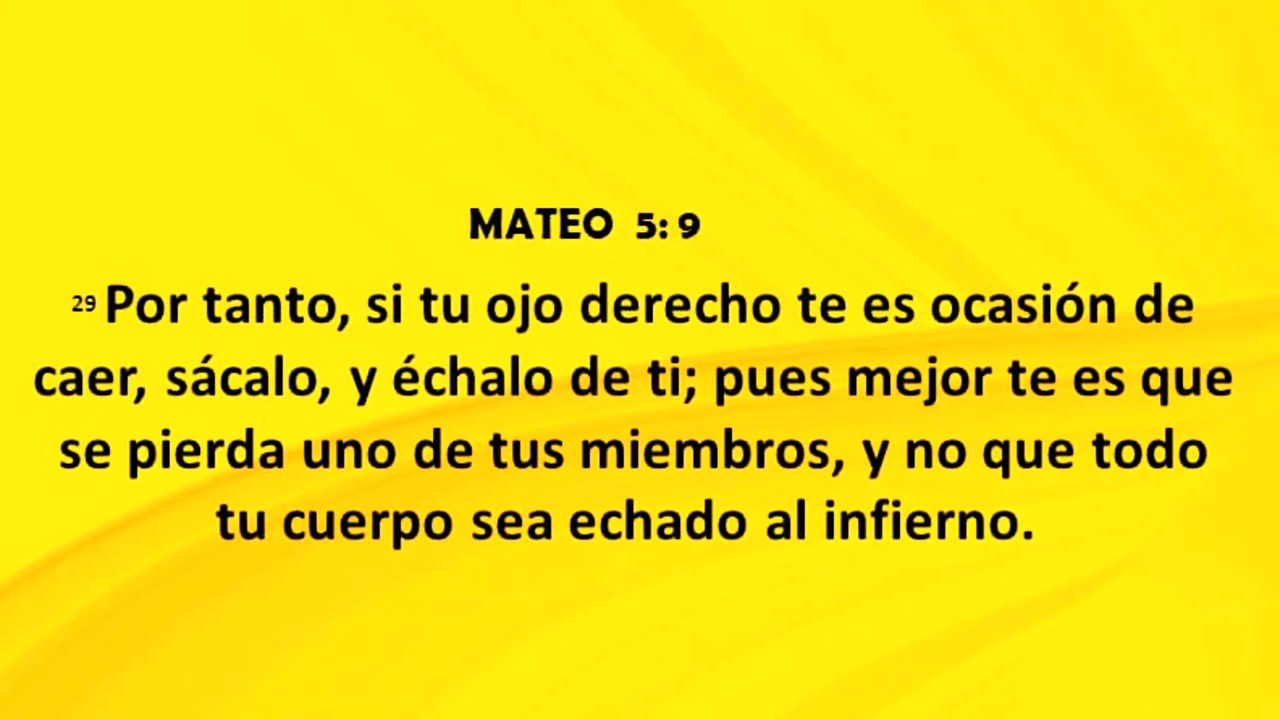 MATEO 5: 9
29 Por tanto, si tu ojo derecho te es ocasión de
caer, sácalo, y échalo de ti; pues mejor te es que
se pierda uno de tus miembros, y no que todo
tu cuerpo sea echado al infierno.